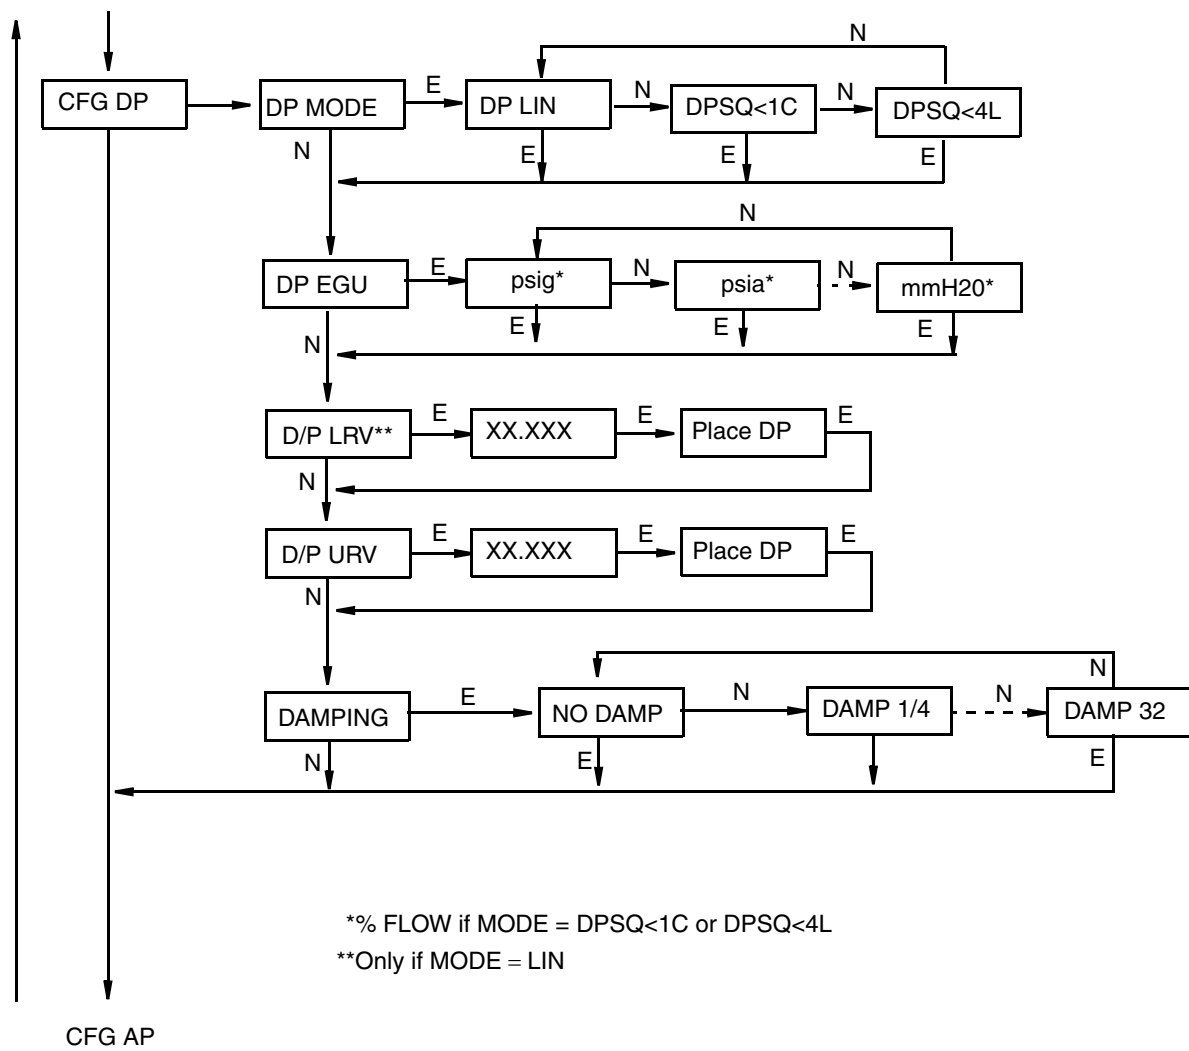 N
CFG DP
DP MODE
E
DP LIN
N
DPSQ<1C
N
DPSQ<4L
N
E
E
E
N
DP EGU
E
psig*
N
psia*
N
mmH20*
N
E
E
E
D/P LRV**
E
XX.XXX
E
Place DP
E
N
D/P URV
E
XX.XXX
E
Place DP
E
N
N
DAMPING
E
NO DAMP
N
DAMP 1/4
N
DAMP 32
N
E
E
*% FLOW if MODE = DPSQ<1C or DPSQ<4L
**Only if MODE = LIN
CFG AP